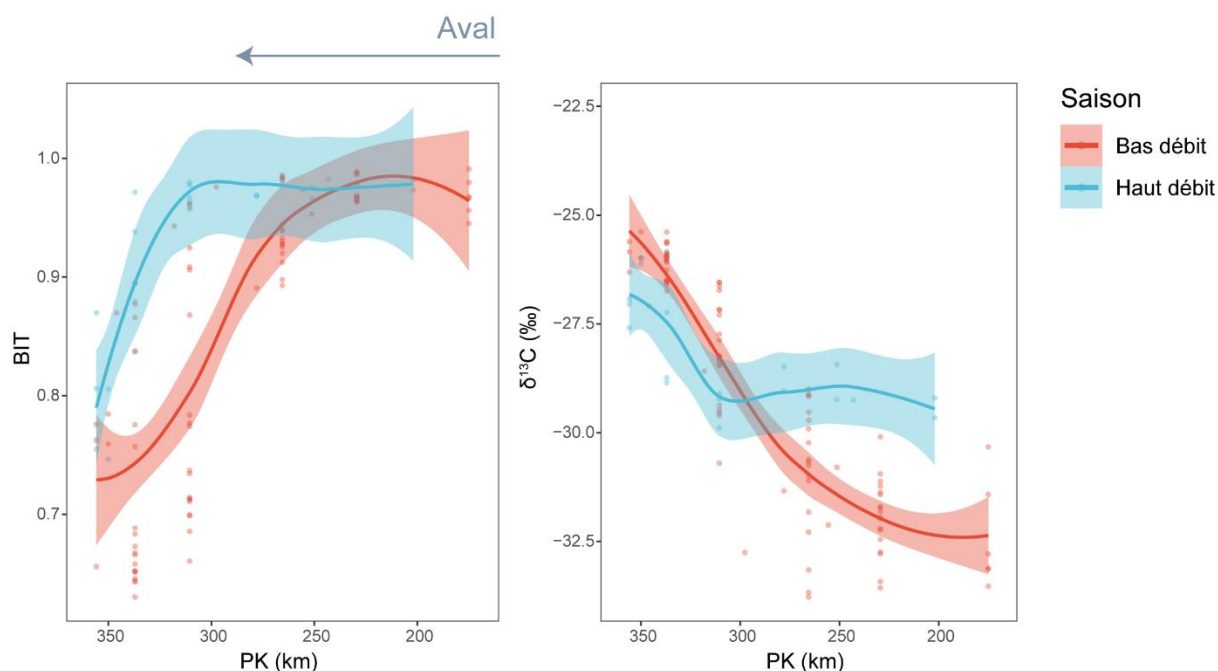 Aval
BIT
1.0
0.9
0.8
0.7
350
300
250
200
PK (km)
δ¹³C (‰)
−22.5
−25.0
−27.5
−30.0
−32.5
350
300
250
200
PK (km)
Saison
Bas débit
Haut débit